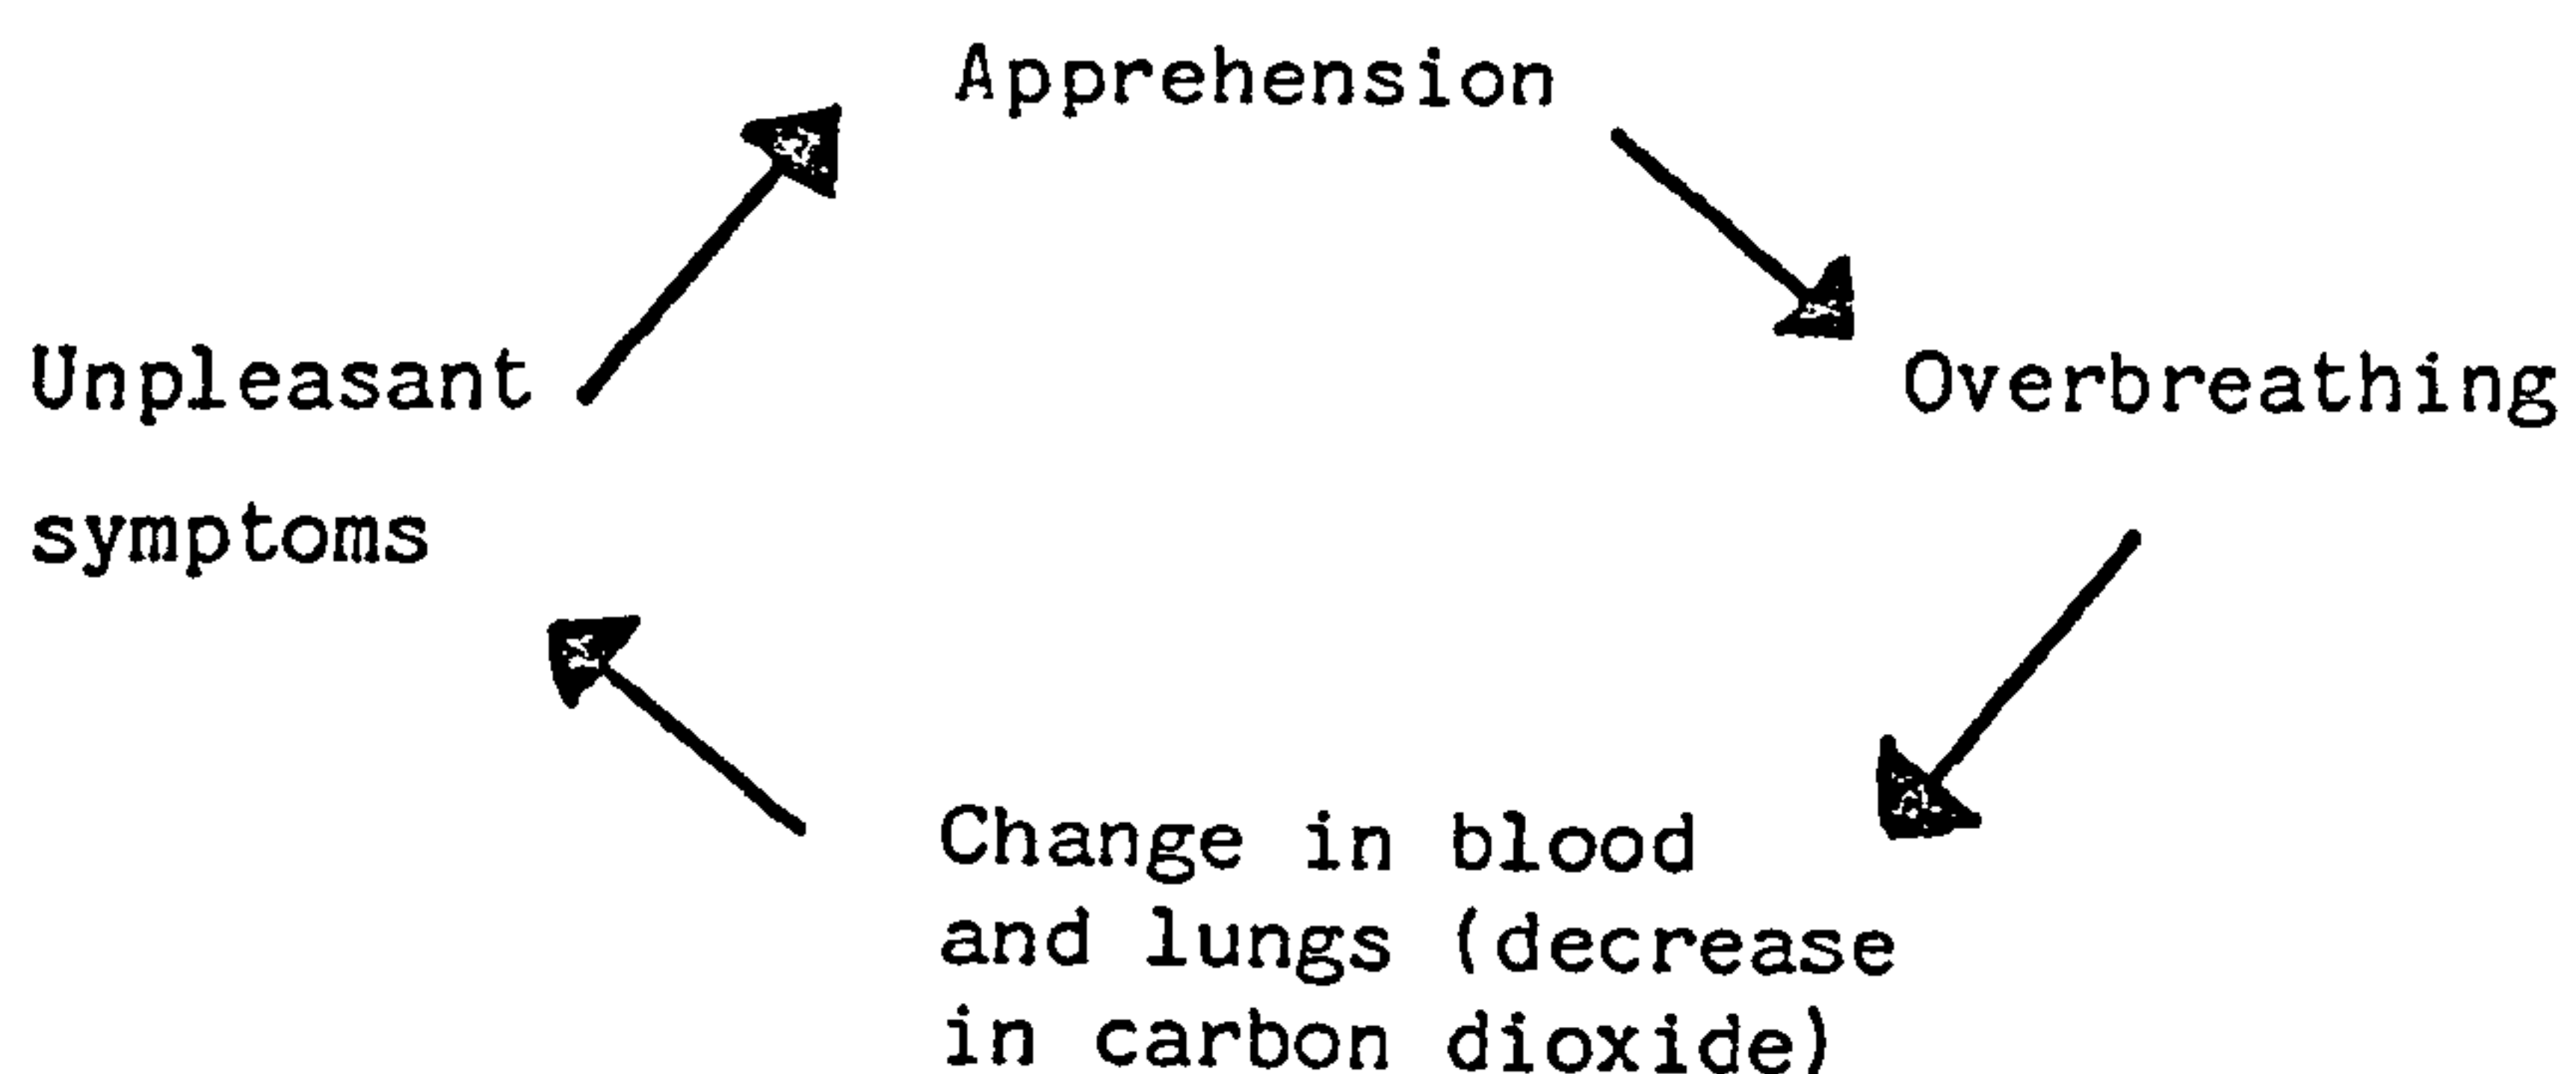 Apprehension
Unpleasant
symptoms
Overbreathing
Change in blood
and lungs (decrease
in carbon dioxide)